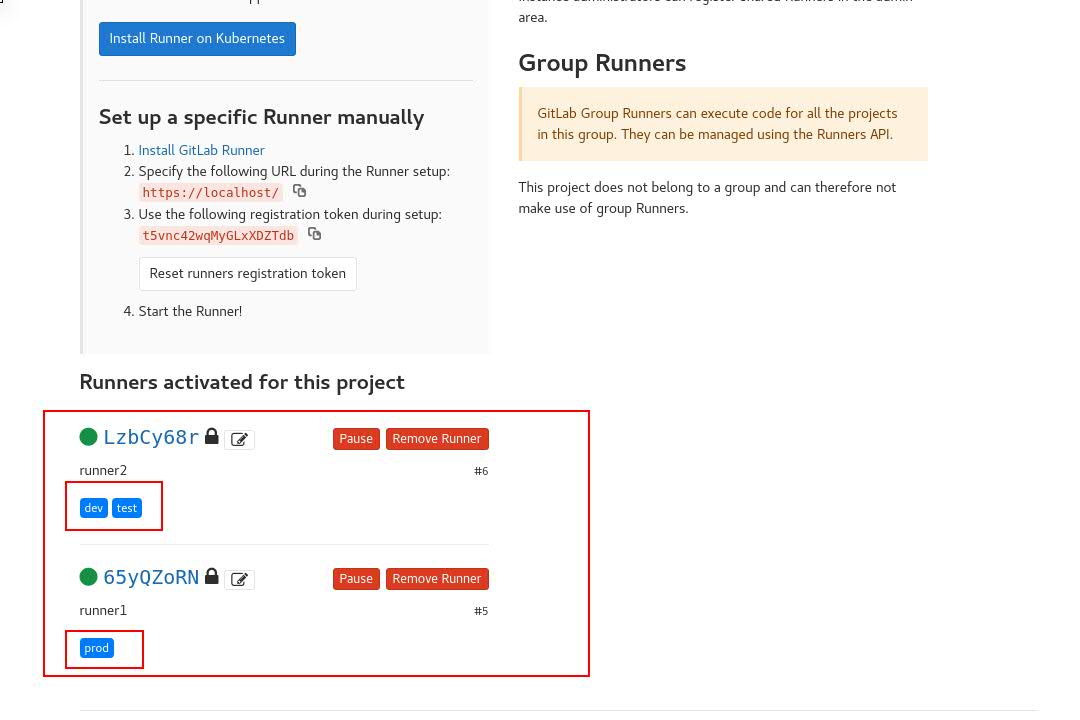 Install Runner on Kubernetes
Set up a specific Runner manually
1. Install GitLab Runner
2. Specify the following URL during the Runner setup:
https://localhost/
3. Use the following registration token during setup:
t5vnc42wqMyGLxXDZTdb
Reset runners registration token
4. Start the Runner!
area.
Group Runners
GitLab Group Runners can execute code for all the projects
in this group. They can be managed using the Runners API.
This project does not belong to a group and can therefore not
make use of group Runners.
Runners activated for this project
LzbCy68r Pause Remove Runner
runner2 #6
dev test
65yQZoRN Pause Remove Runner
runner1 #5
prod